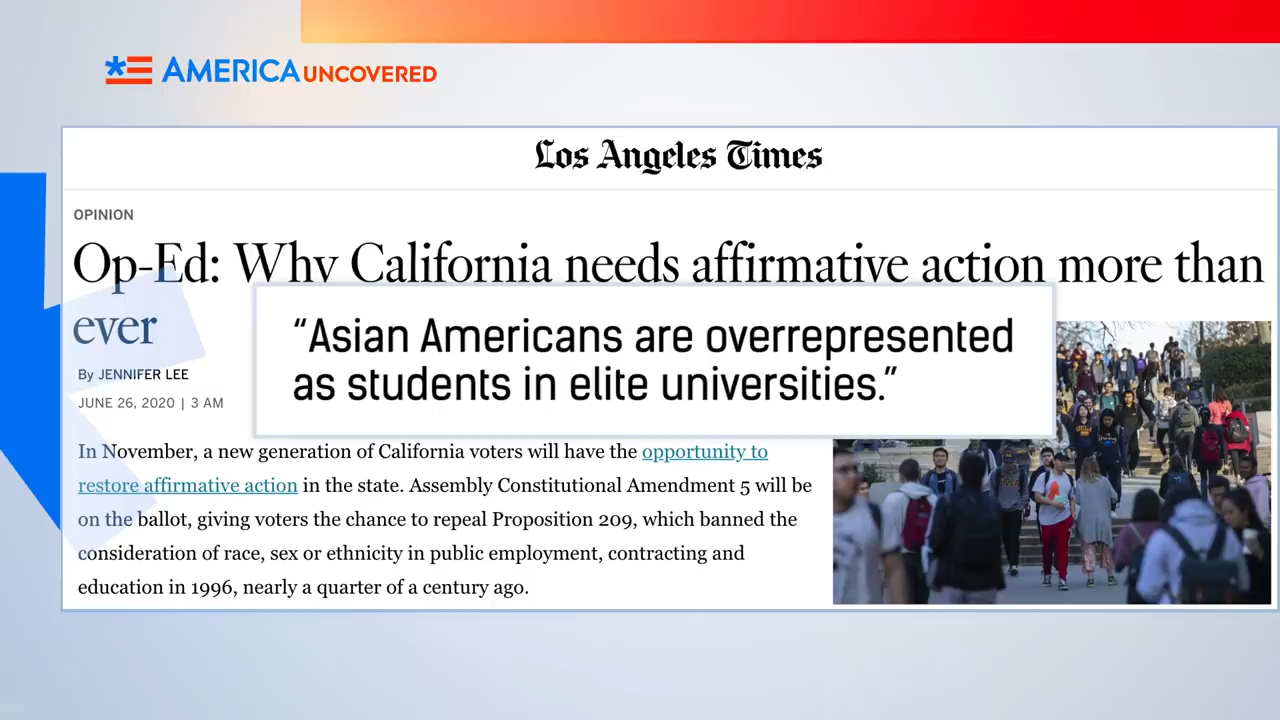 AMERICA UNCOVERED
Los Angeles Times
OPINION
Op-Ed: Why California needs affirmative action more than
ever
“Asian Americans are overrepresented
as students in elite universities.”
By JENNIFER LEE
JUNE 26, 2020 | 3 AM
In November, a new generation of California voters will have the opportunity to
restore affirmative action in the state. Assembly Constitutional Amendment 5 will be
on the ballot, giving voters the chance to repeal Proposition 209, which banned the
consideration of race, sex or ethnicity in public employment, contracting and
education in 1996, nearly a quarter of a century ago.